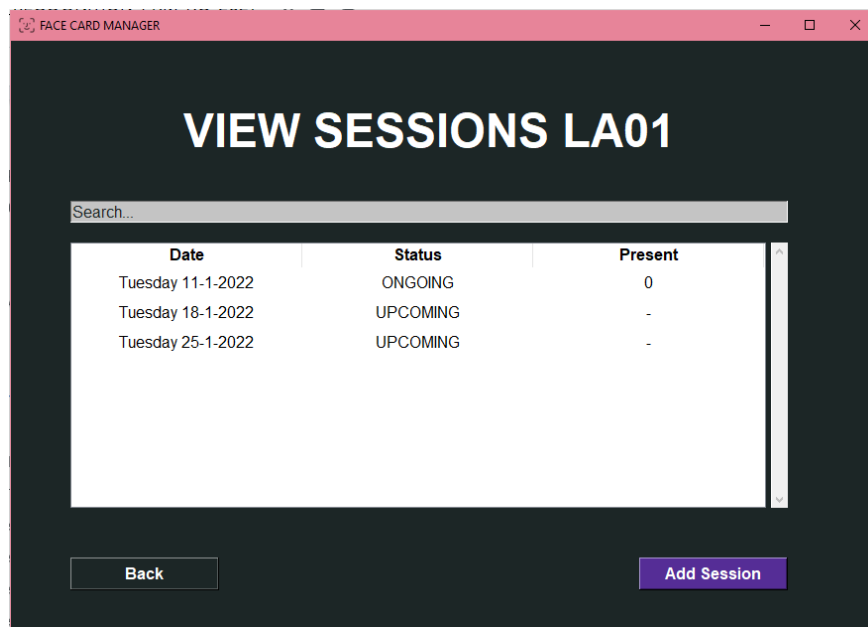 FACE CARD MANAGER
VIEW SESSIONS LA01
Search...
Date Status Present
Tuesday 11-1-2022 ONGOING 0
Tuesday 18-1-2022 UPCOMING -
Tuesday 25-1-2022 UPCOMING -
Back Add Session